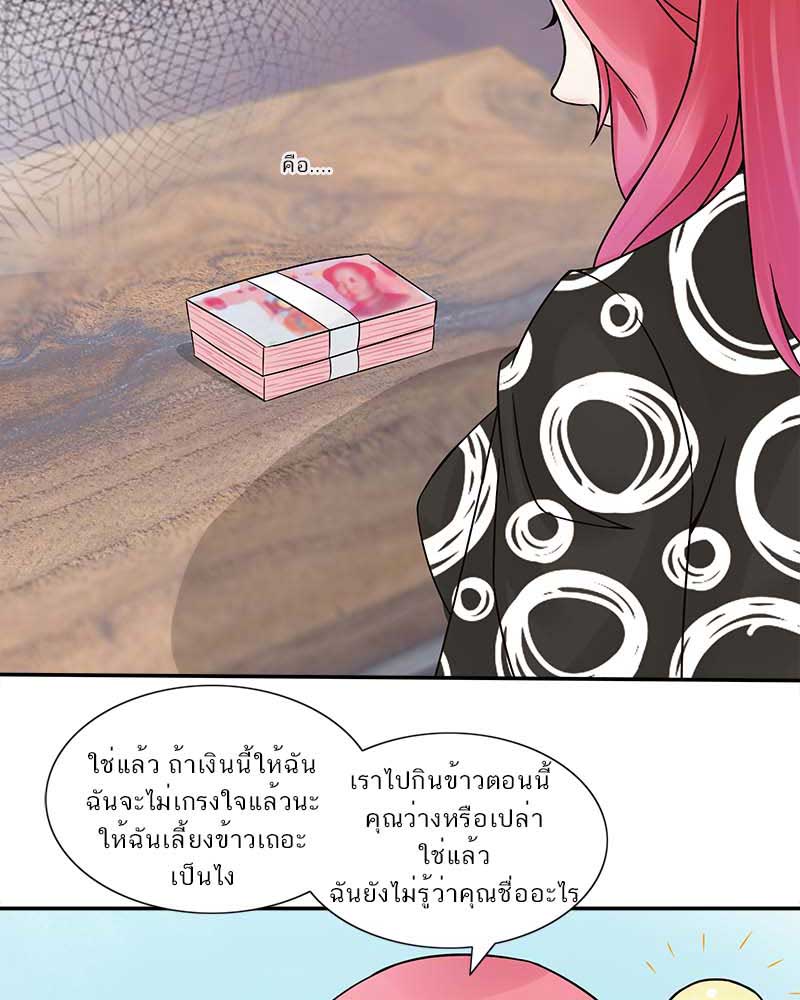 คือ....
ใช่แล้ว ถ้าเงินนี้ให้ฉัน
ฉันจะไม่เกรงใจแล้วนะ
ให้ฉันเลี้ยงข้าวเถอะ
เป็นไง
เราไปกินข้าวตอนนี้
คุณว่างหรือเปล่า
ใช่แล้ว
ฉันยังไม่รู้ว่าคุณชื่ออะไร